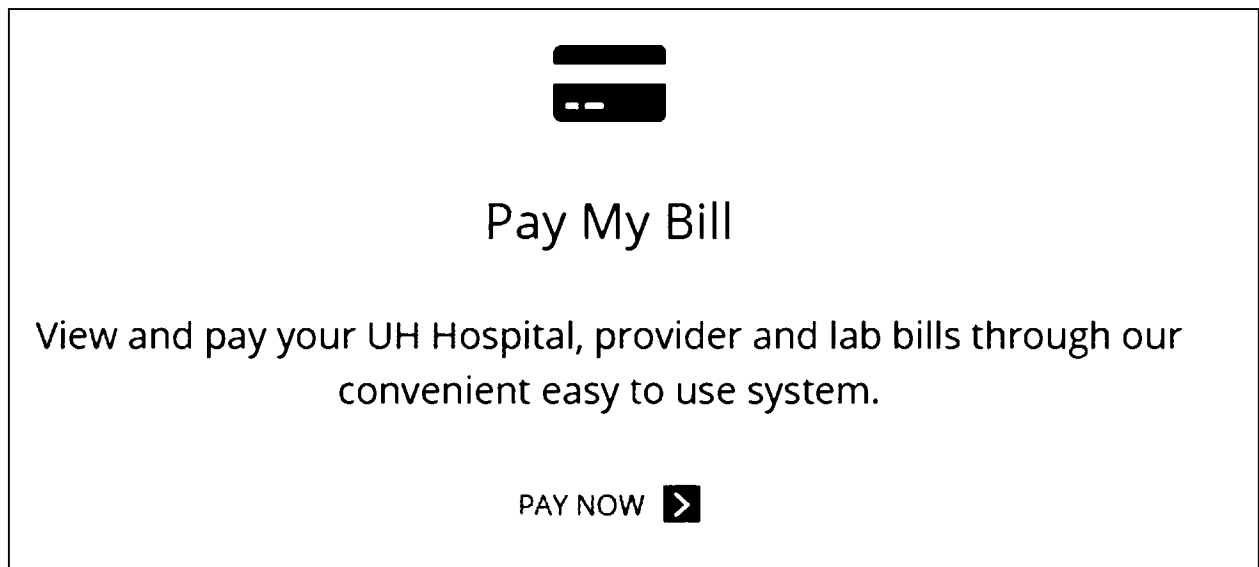 Pay My Bill
View and pay your UH Hospital, provider and lab bills through our
convenient easy to use system.
PAY NOW